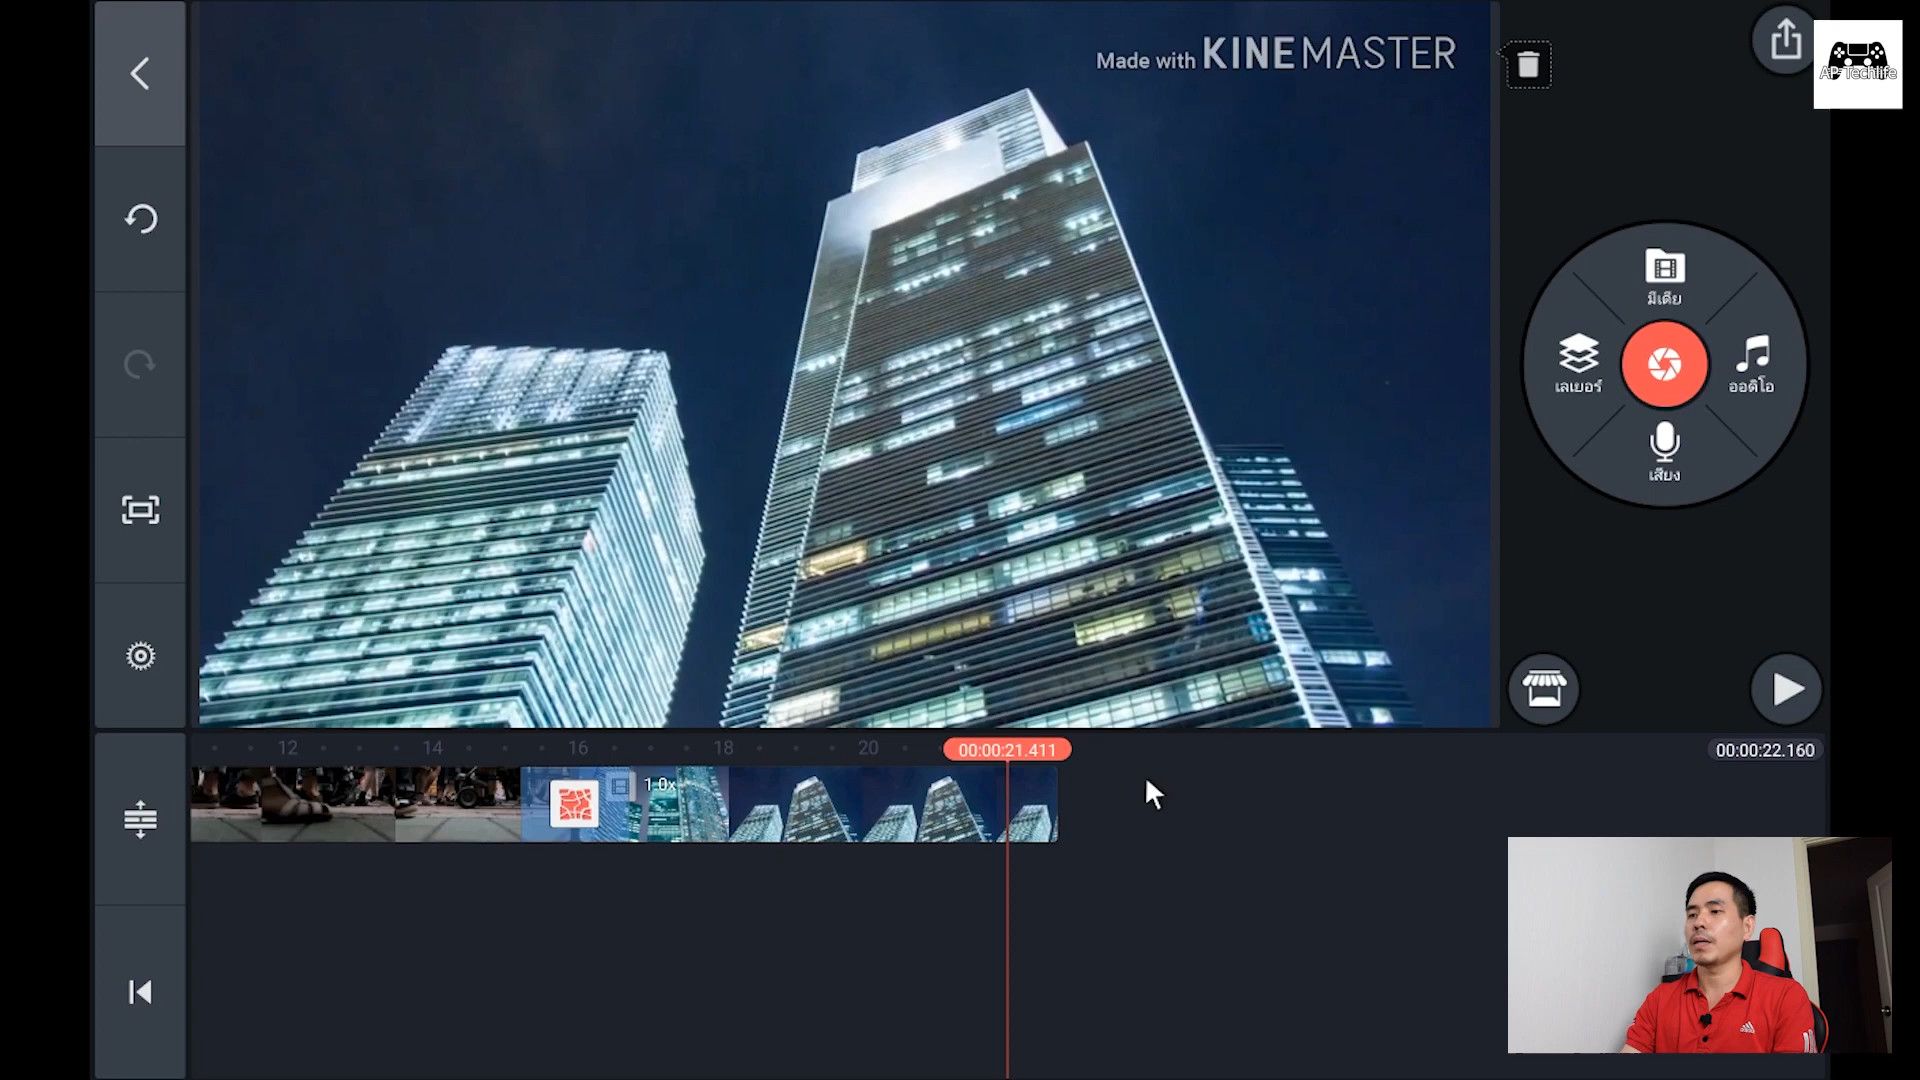 Made with KINEMASTER
AP Techlife
มีเดีย
เลเยอร์
ออดิโอ
เสียง
12
14
16
18
20
00:00:21.411
00:00:22.160
1.0x